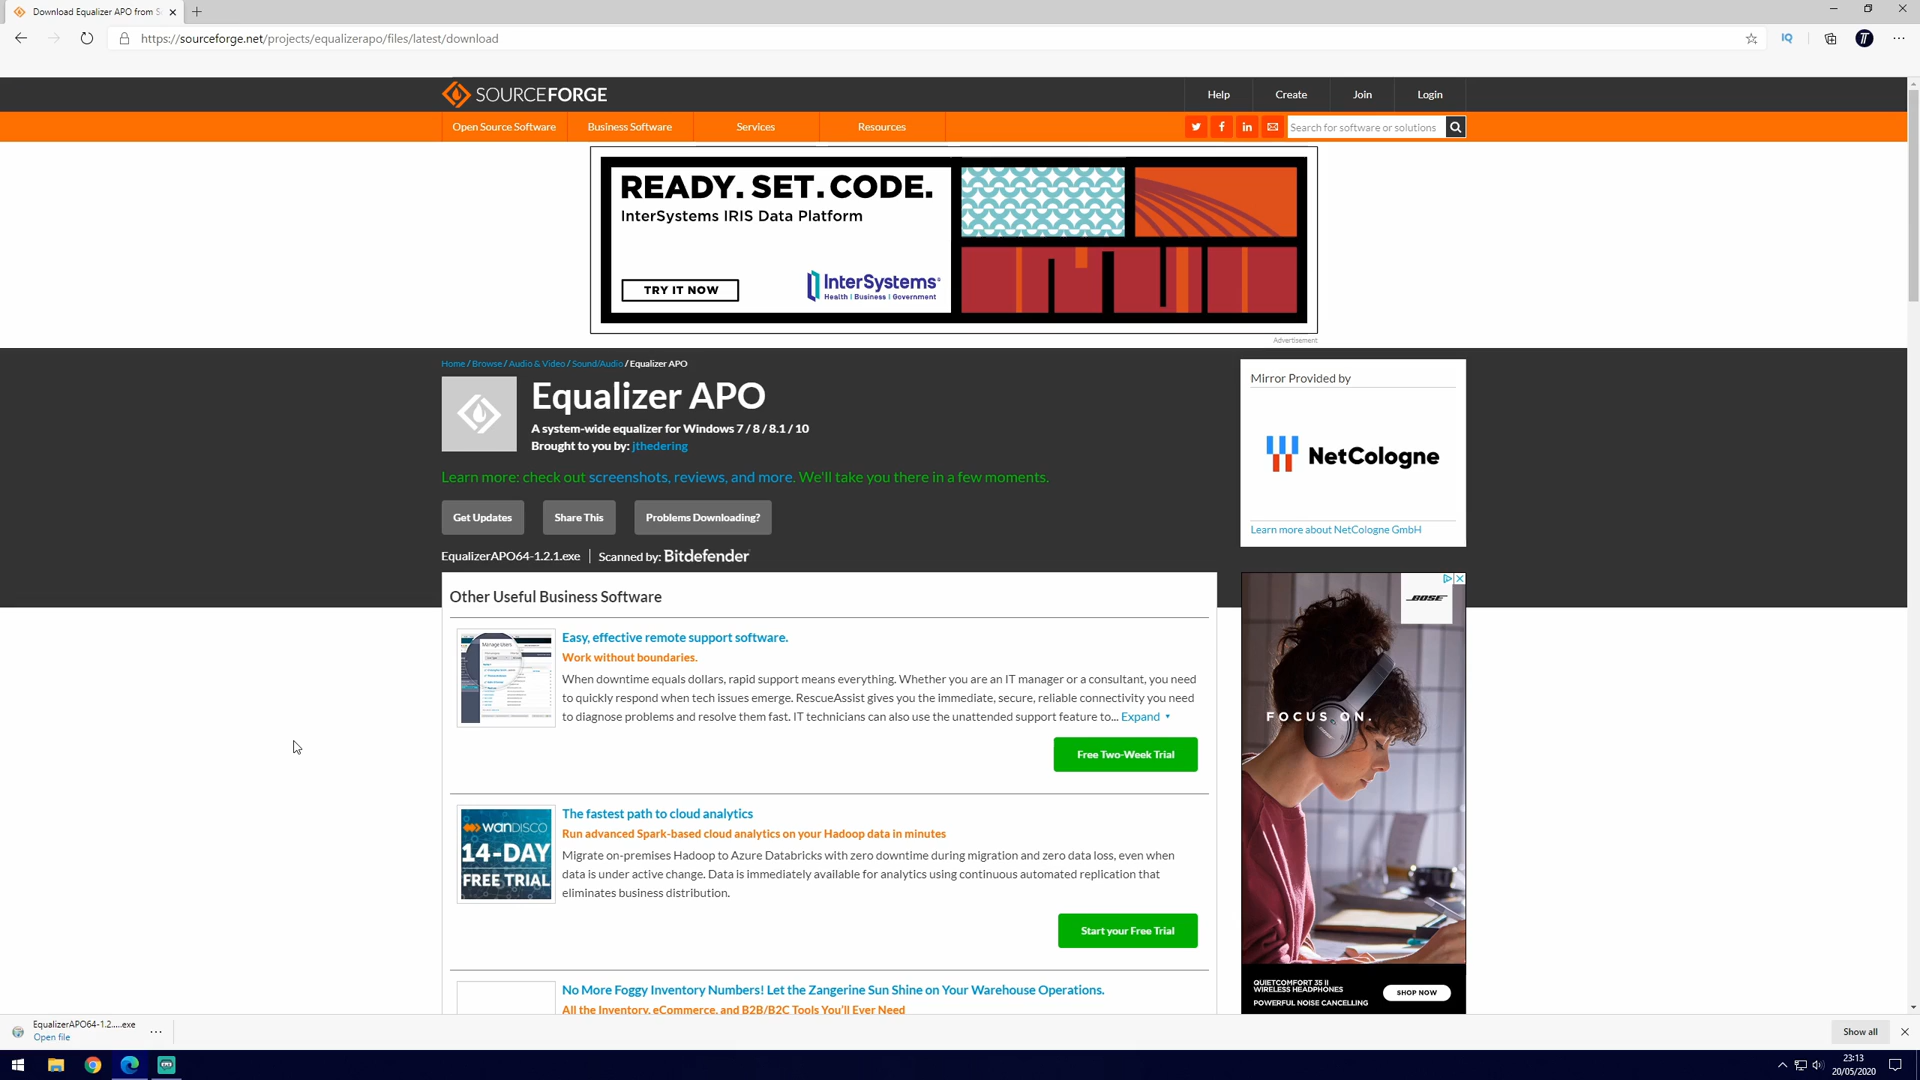 Download Equalizer APO from S
https://sourceforge.net/projects/equalizerapo/files/latest/download
IQ
SOURCEFORGE
Help
Create
Join
Login
Open Source Software
Business Software
Services
Resources
Search for software or solutions
READY. SET. CODE.
InterSystems IRIS Data Platform
TRY IT NOW
InterSystems
Health | Business | Government
Advertisement
Home / Browse / Audio & Video / Sound/Audio / Equalizer APO
Equalizer APO
A system-wide equalizer for Windows 7 / 8 / 8.1 / 10
Brought to you by: jthedering
Learn more: check out screenshots, reviews, and more. We'll take you there in a few moments.
Get Updates
Share This
Problems Downloading?
EqualizerAPO64-1.2.1.exe | Scanned by: Bitdefender
Mirror Provided by
NetCologne
Learn more about NetCologne GmbH
Other Useful Business Software
Easy, effective remote support software.
Work without boundaries.
When downtime equals dollars, rapid support means everything. Whether you are an IT manager or a consultant, you need
to quickly respond when tech issues emerge. RescueAssist gives you the immediate, secure, reliable connectivity you need
to diagnose problems and resolve them fast. IT technicians can also use the unattended support feature to... Expand
Free Two-Week Trial
WANDISCO
14-DAY
FREE TRIAL
The fastest path to cloud analytics
Run advanced Spark-based cloud analytics on your Hadoop data in minutes
Migrate on-premises Hadoop to Azure Databricks with zero downtime during migration and zero data loss, even when
data is under active change. Data is immediately available for analytics using continuous automated replication that
eliminates business distribution.
Start your Free Trial
No More Foggy Inventory Numbers! Let the Zangerine Sun Shine on Your Warehouse Operations.
All the Inventory, eCommerce, and B2B/B2C Tools You'll Ever Need
BOSE
FOCUS ON.
QUIETCOMFORT 35 II
WIRELESS HEADPHONES
POWERFUL NOISE CANCELLING
SHOP NOW
EqualizerAPO64-1.2.....exe
Open file
Show all
23:13
20/05/2020